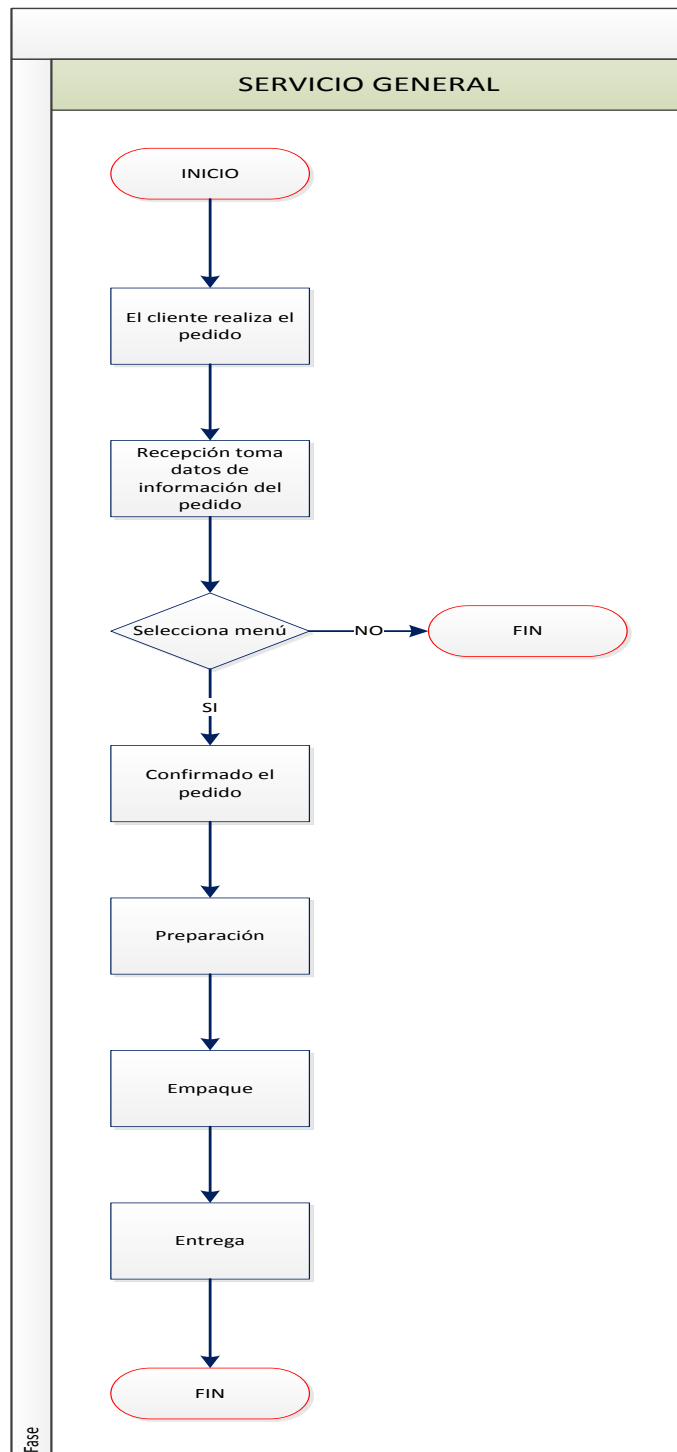 SERVICIO GENERAL
INICIO
El cliente realiza el
pedido
Recepción toma
datos de
información del
pedido
Selecciona menú
NO
FIN
SI
Confirmado el
pedido
Preparación
Empaque
Entrega
FIN
Fase